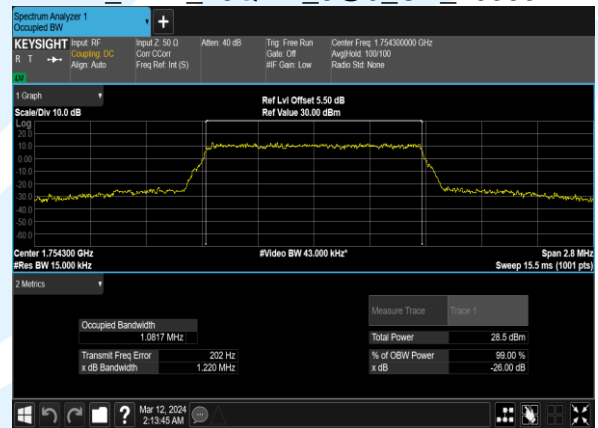 Spectrum Analyzer 1
Occupied BW
KEYSIGHT
R T
Input: RF
Coupling: DC
Align: Auto
Input Z: 50 Ω
Corr CCorr
Freq Ref: Int (S)
Atten: 40 dB
Trig: Free Run
Gate: Off
#IF Gain: Low
Center Freq: 1.754300000 GHz
Avg|Hold: 100/100
Radio Std: None
1 Graph
Scale/Div 10.0 dB
Ref Lvl Offset 5.50 dB
Ref Value 30.00 dBm
Log
20.0
10.0
0.00
-10.0
-20.0
-30.0
-40.0
-50.0
-60.0
Center 1.754300 GHz
#Res BW 15.000 kHz
#Video BW 43.000 kHz*
Span 2.8 MHz
Sweep 15.5 ms (1001 pts)
2 Metrics
Measure Trace
Trace 1
Occupied Bandwidth
1.0817 MHz
Total Power
28.5 dBm
Transmit Freq Error
202 Hz
% of OBW Power
99.00 %
x dB Bandwidth
1.220 MHz
x dB
-26.00 dB
?
Mar 12, 2024
2:13:45 AM